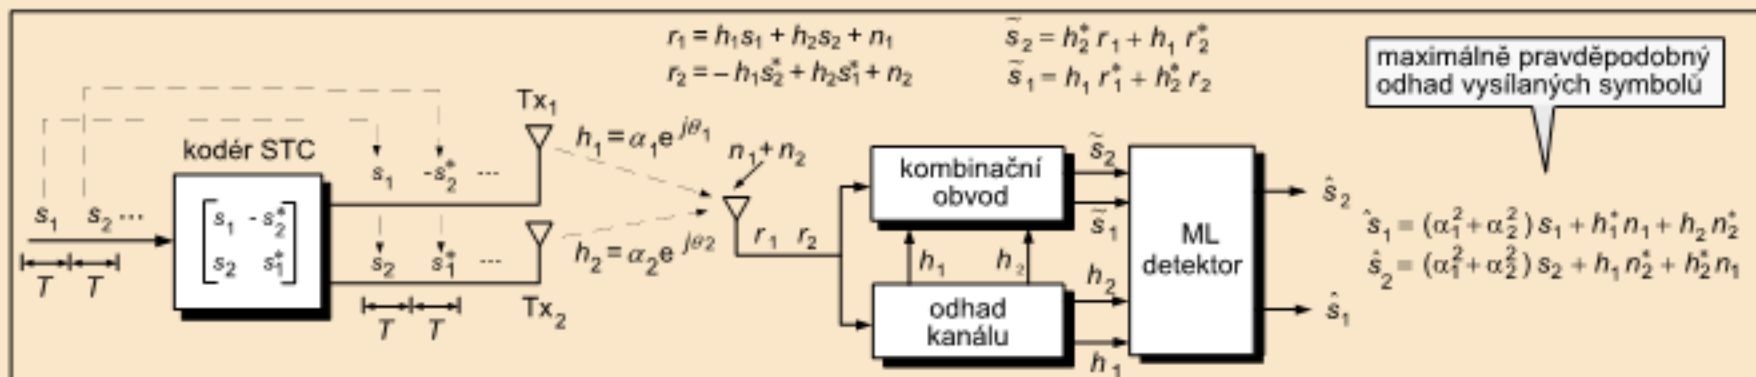 r₁ = h₁s₁ + h₂s₂ + n₁
r₂ = – h₁s₂* + h₂s₁* + n₂
s̃₂ = h₂* r₁ + h₁ r₂*
s̃₁ = h₁ r₁* + h₂* r₂
maximálně pravděpodobný
odhad vysílaných symbolů
kodér STC
s₁ s₂ ...
T T
s₁ - s₂*
s₂ s₁*
s₁ -s₂* ...
s₂ s₁* ...
T T
Tx₁
Tx₂
h₁ = α₁e jθ₁
h₂ = α₂e jθ₂
n₁+ n₂
r₁ r₂
kombinační
obvod
h₁ h₂
odhad
kanálu
s̃₂
s̃₁
h₂
h₁
ML
detektor
ŝ₂
ŝ₁
ŝ₁ = (α₁²+ α₂²) s₁ + h₁* n₁ + h₂ n₂*
ŝ₂ = (α₁²+ α₂²) s₂ + h₁ n₂* + h₂* n₁